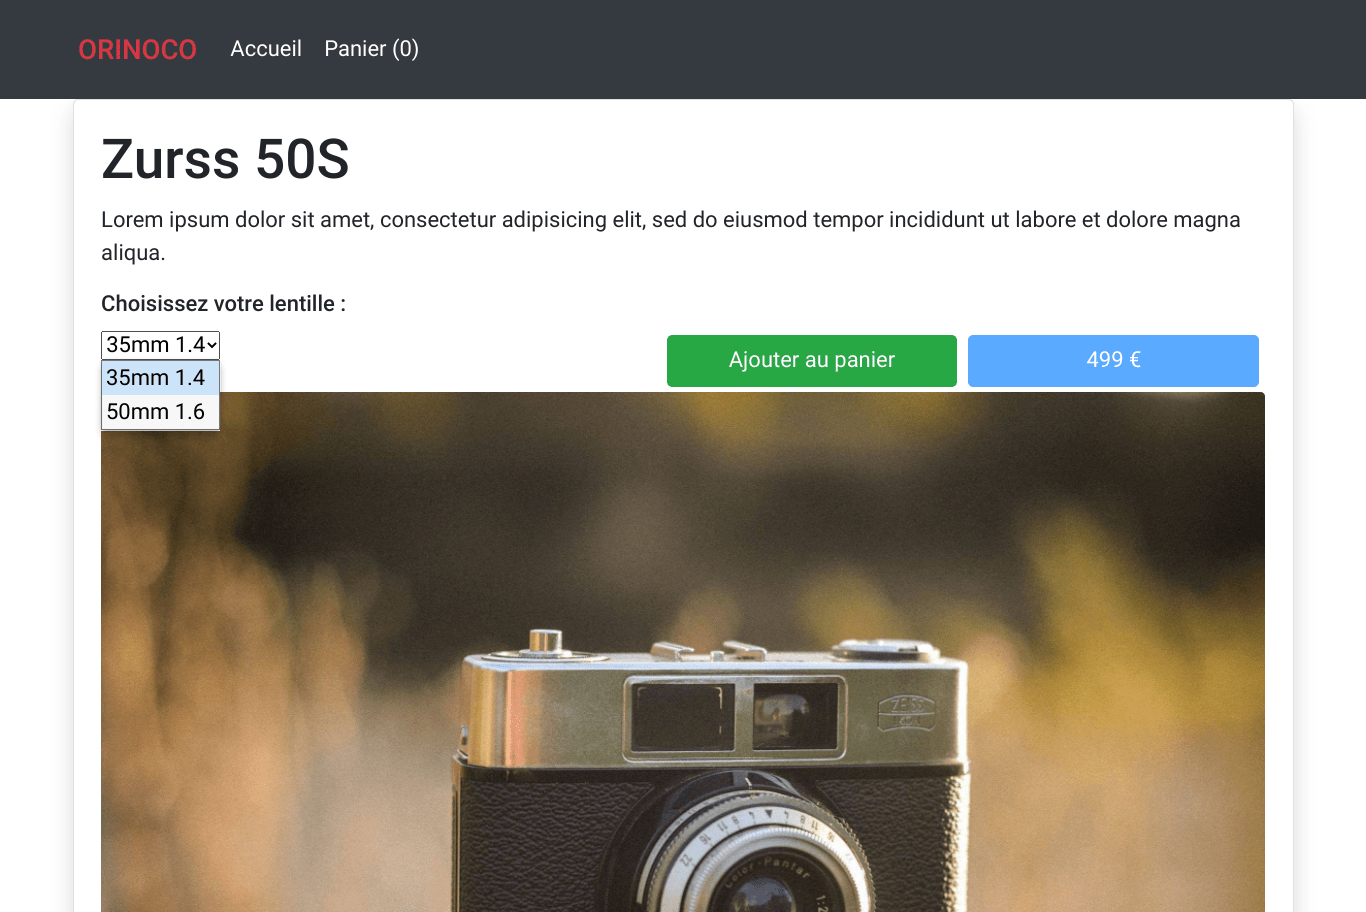 ORINOCO Accueil Panier (0)
Zurss 50S
Lorem ipsum dolor sit amet, consectetur adipisicing elit, sed do eiusmod tempor incididunt ut labore et dolore magna
aliqua.
Choisissez votre lentille :
35mm 1.4
Ajouter au panier
499 €
35mm 1.4
50mm 1.6
ZEISS
Color-Pantar